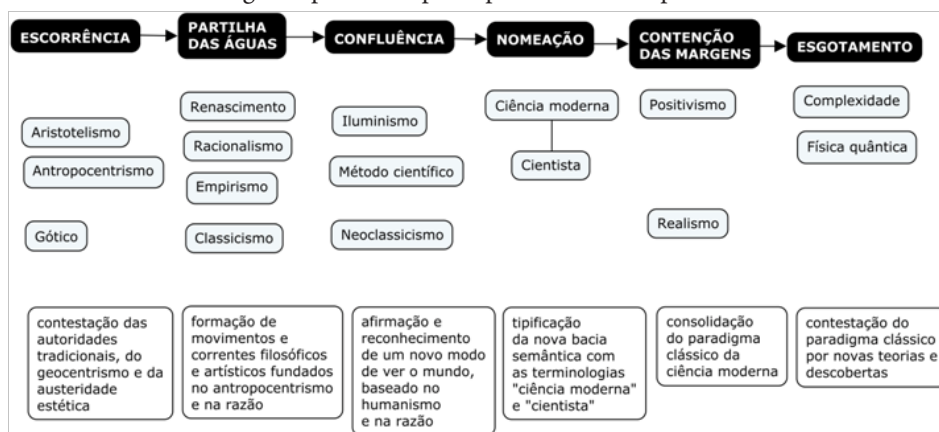 ESCORRÊNCIA
PARTILHA
DAS ÁGUAS
CONFLUÊNCIA
NOMEAÇÃO
CONTENÇÃO
DAS MARGENS
ESGOTAMENTO
Aristotelismo
Antropocentrismo
Gótico
Renascimento
Racionalismo
Empirismo
Classicismo
Iluminismo
Método científico
Neoclassicismo
Ciência moderna
Cientista
Positivismo
Realismo
Complexidade
Física quântica
contestação das
autoridades
tradicionais, do
geocentrismo e da
austeridade
estética
formação de
movimentos e
correntes filosóficos
e artísticos fundados
no antropocentrismo
e na razão
afirmação e
reconhecimento
de um novo modo
de ver o mundo,
baseado no
humanismo
e na razão
tipificação
da nova bacia
semântica com
as terminologias
"ciência moderna"
e "cientista"
consolidação
do paradigma
clássico da
ciência moderna
contestação do
paradigma clássico
por novas teorias e
descobertas